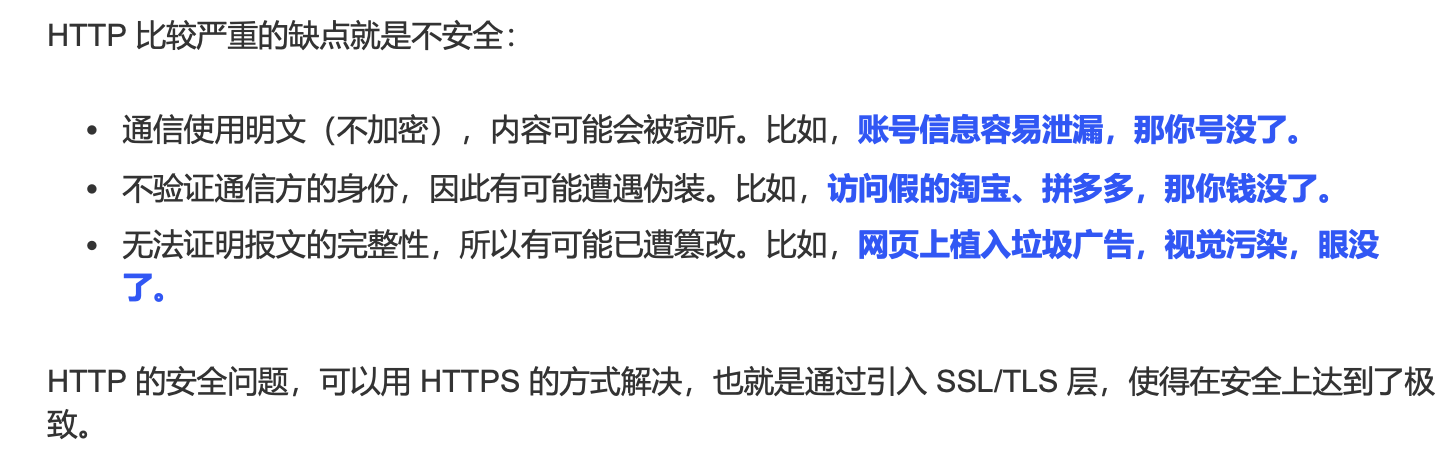 HTTP 比较严重的缺点就是不安全：
• 通信使用明文（不加密），内容可能会被窃听。比如，账号信息容易泄漏，那你号没了。
• 不验证通信方的身份，因此有可能遭遇伪装。比如，访问假的淘宝、拼多多，那你钱没了。
• 无法证明报文的完整性，所以有可能已遭篡改。比如，网页上植入垃圾广告，视觉污染，眼没
了。
HTTP 的安全问题，可以用 HTTPS 的方式解决，也就是通过引入 SSL/TLS 层，使得在安全上达到了极
致。